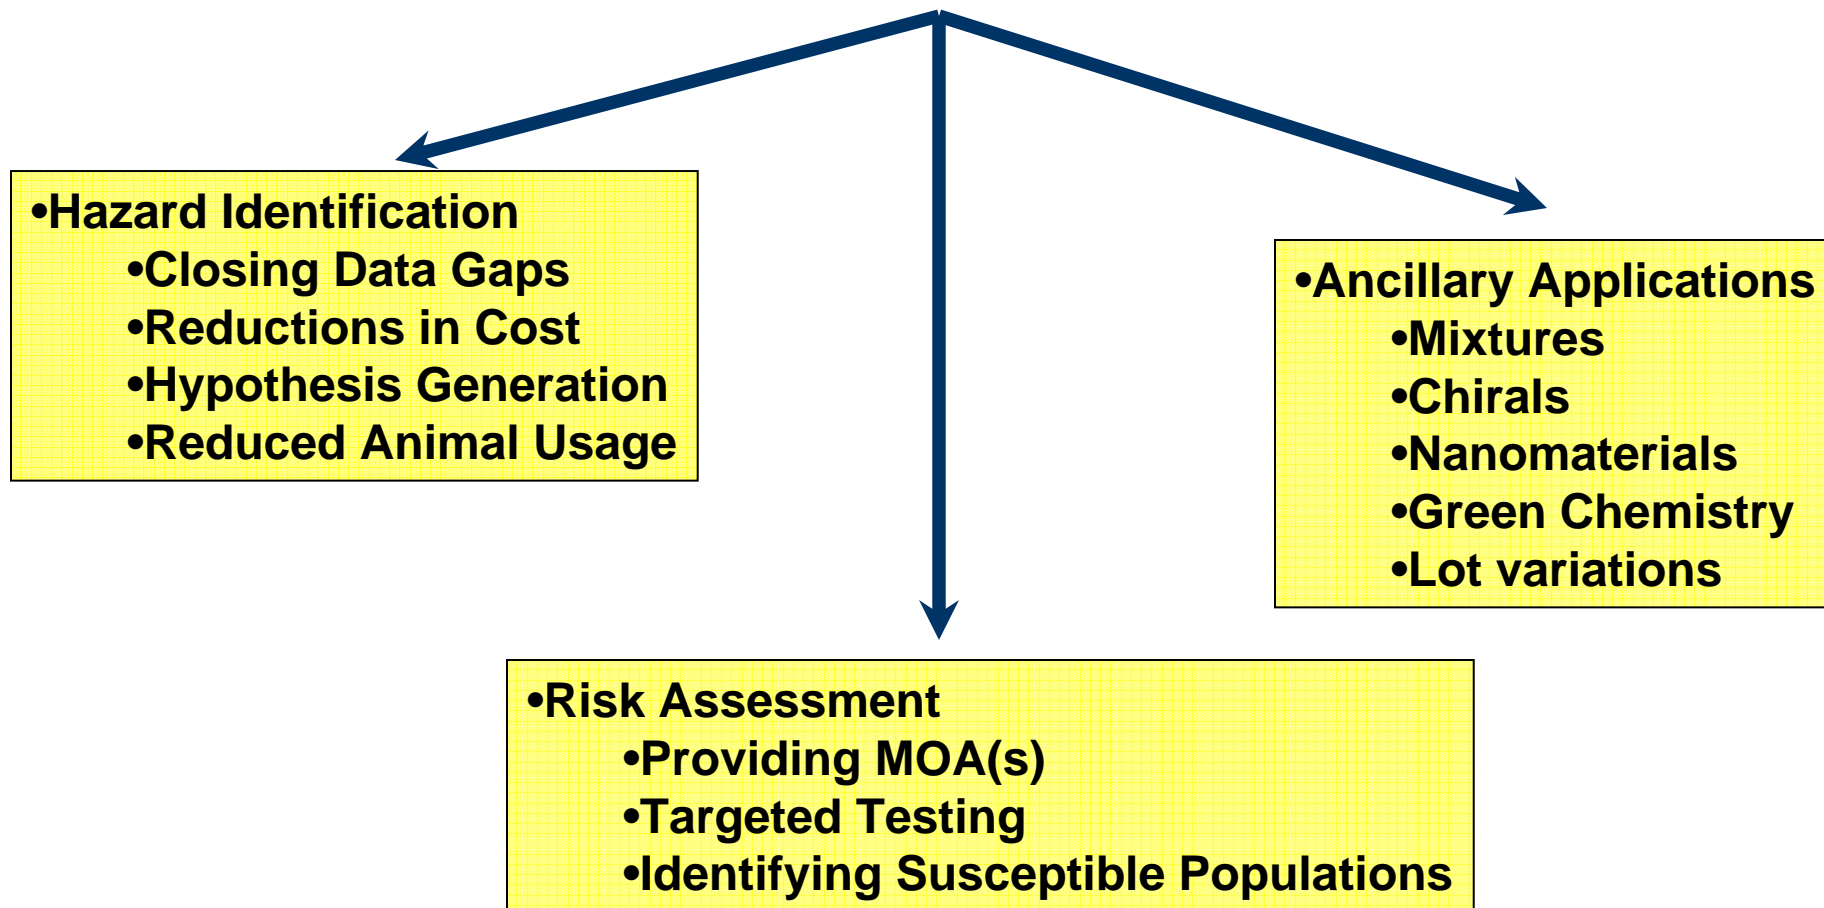 •Hazard Identification
•Closing Data Gaps
•Reductions in Cost
•Hypothesis Generation
•Reduced Animal Usage
•Ancillary Applications
•Mixtures
•Chirals
•Nanomaterials
•Green Chemistry
•Lot variations
•Risk Assessment
•Providing MOA(s)
•Targeted Testing
•Identifying Susceptible Populations